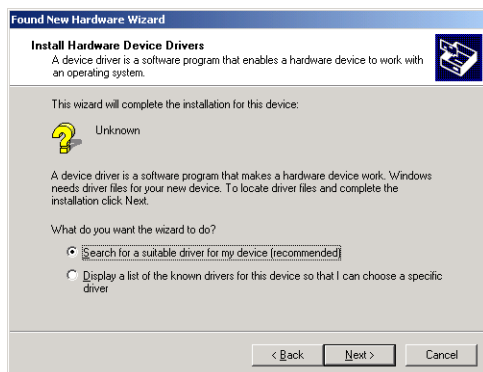 Found New Hardware Wizard
Install Hardware Device Drivers
A device driver is a software program that enables a hardware device to work with
an operating system.
This wizard will complete the installation for this device:
Unknown
A device driver is a software program that makes a hardware device work. Windows
needs driver files for your new device. To locate driver files and complete the
installation click Next.
What do you want the wizard to do?
Search for a suitable driver for my device (recommended)
Display a list of the known drivers for this device so that I can choose a specific
driver
< Back
Next >
Cancel